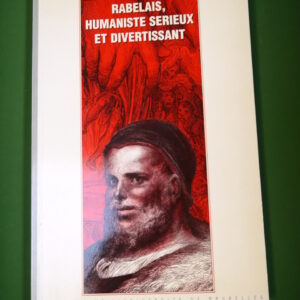 RABELAIS,
HUMANISTE SERIEUX
ET DIVERTISSANT